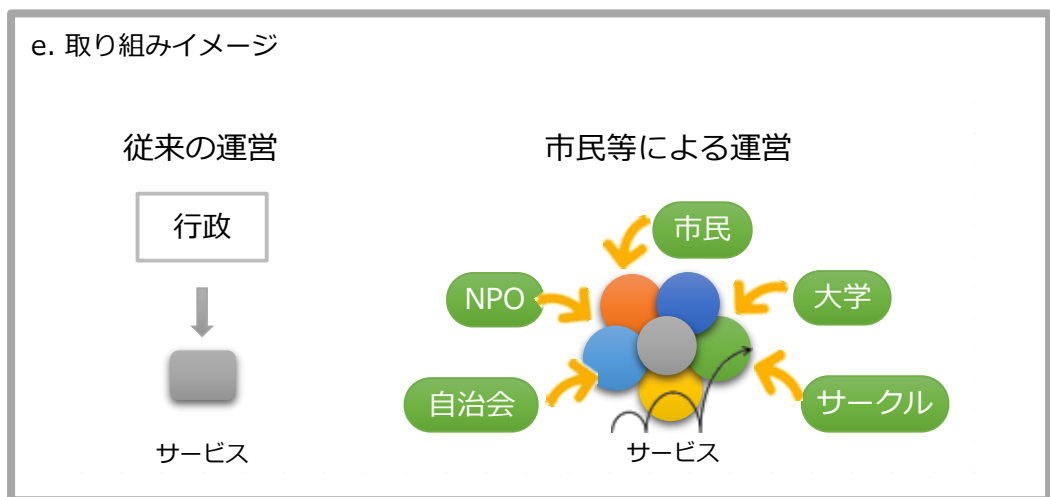 e. 取り組みイメージ
従来の運営
行政
サービス
市民等による運営
市民
NPO
大学
自治会
サークル
サービス